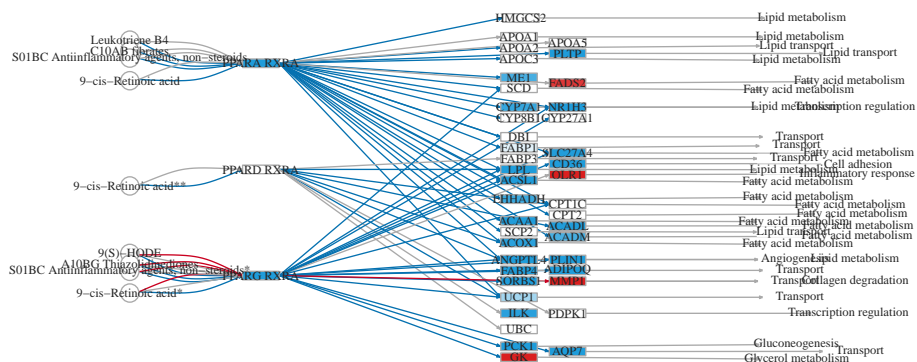 HMGCS2 Lipid metabolism
APOA1 Lipid metabolism
Leukotriene B4 APOA5
APOA2 Lipid transport
C10AB fibrates PLTP Lipid transport
S01BC Antiinflammatory agents, non-steroids APOC3 Lipid metabolism
PPARA RXRA
ME1
9-cis-Retinoic acid FADS2 Fatty acid metabolism
SCD Fatty acid metabolism
CYP7A1 NR1H3 Lipid metabolism Transcription regulation
CYP8B1 CYP27A1
DBI Transport
FABP1 Transport
SLC27A4 Fatty acid metabolism
FABP3 Transport
CD36 Cell adhesion
PPARD RXRA LPL Lipid metabolism
OLR1 Inflammatory response
ACSL1 Fatty acid metabolism
9-cis-Retinoic acid**
EHHADH Fatty acid metabolism
CPT1C Fatty acid metabolism
CPT2 Fatty acid metabolism
ACAA1 Fatty acid metabolism
ACADL Fatty acid metabolism
SCP2 Lipid transport
ACADM Fatty acid metabolism
ACOX1 Fatty acid metabolism
9(S)-HODE
ANGPTL4 PLIN1 Angiogenesis Lipid metabolism
A10BG Thiazolidinediones
S01BC Antiinflammatory agents, non-steroids* FABP4 ADIPOQ Transport
PPARG RXRA
SORBS1 MMP1 Transport Collagen degradation
9-cis-Retinoic acid*
UCP1 Transport
ILK PDPK1 Transcription regulation
UBC
PCK1 Gluconeogenesis
AQP7 Transport
GK Glycerol metabolism